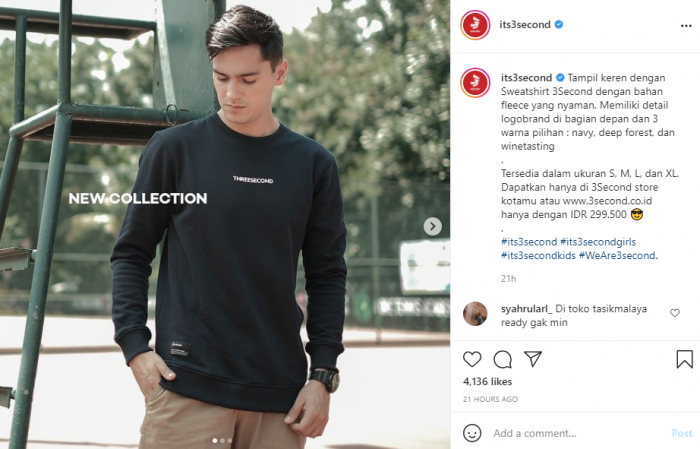 its3second
NEW COLLECTION
THREESECOND
its3second Tampil keren dengan
Sweatshirt 3Second dengan bahan
fleece yang nyaman. Memiliki detail
logobrand di bagian depan dan 3
warna pilihan : navy, deep forest, dan
winetasting
.
Tersedia dalam ukuran S, M, L, dan XL.
Dapatkan hanya di 3Second store
kotamu atau www.3second.co.id
hanya dengan IDR 299.500 😎
.
#its3second #its3secondgirls
#its3secondkids #WeAre3second.
21h
syahrularl_ Di toko tasikmalaya
ready gak min
4,136 likes
21 HOURS AGO
Add a comment...
Post